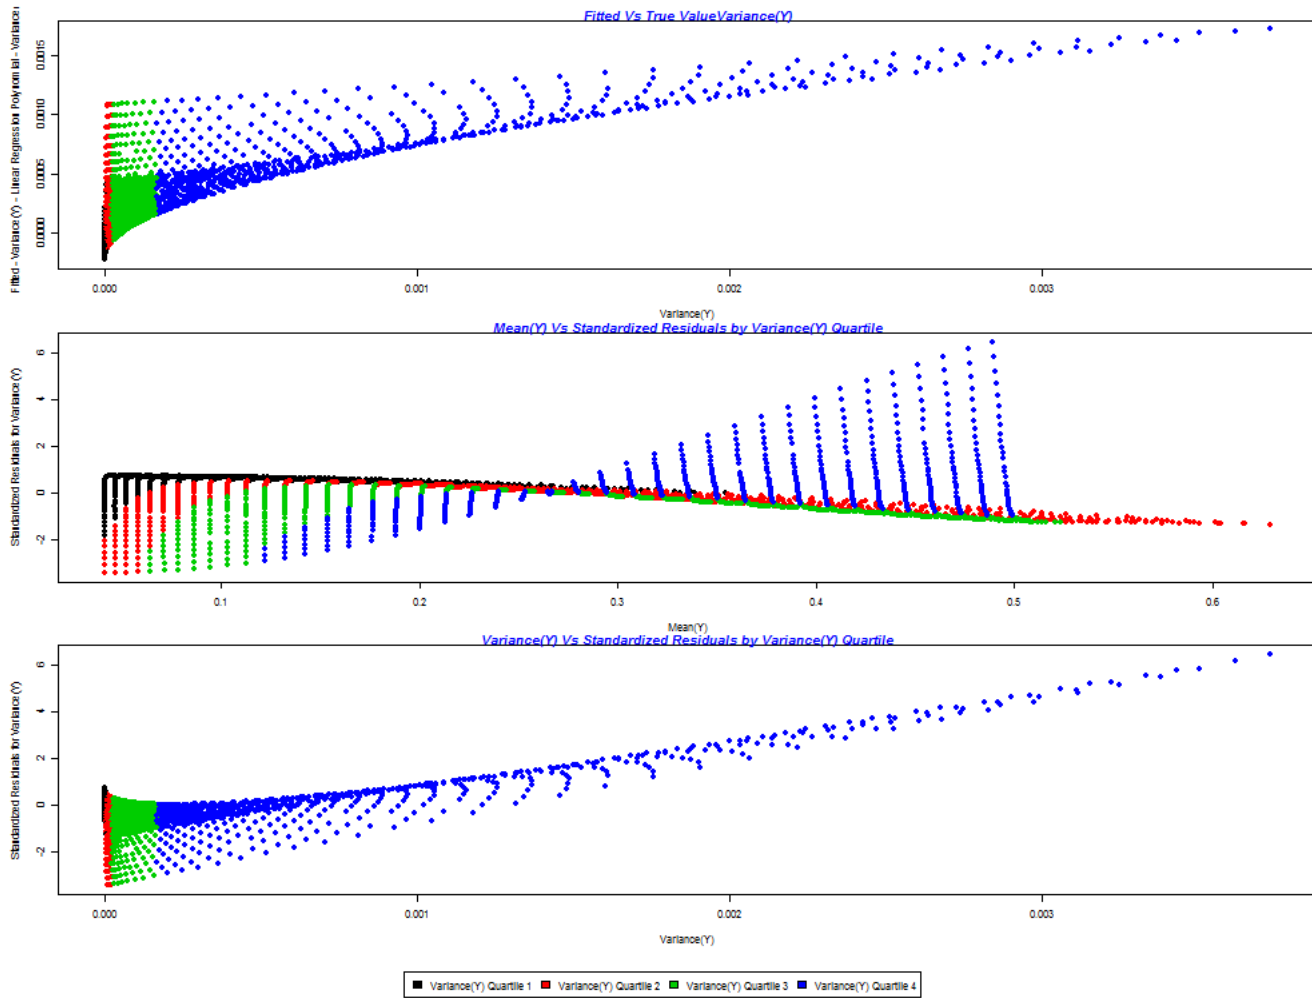 Fitted Vs True ValueVariance(Y)
Fitted - Variance(Y) - Linear Regression Polynomial - Variance
0.0015
0.0010
0.0005
0.0000
0.000 0.001 0.002 0.003
Variance(Y)
Mean(Y) Vs Standardized Residuals by Variance(Y) Quartile
Standardized Residuals for Variance(Y)
6
4
2
0
-2
0.1 0.2 0.3 0.4 0.5 0.6
Mean(Y)
Variance(Y) Vs Standardized Residuals by Variance(Y) Quartile
Standardized Residuals for Variance(Y)
6
4
2
0
-2
0.000 0.001 0.002 0.003
Variance(Y)
Variance(Y) Quartile 1 Variance(Y) Quartile 2 Variance(Y) Quartile 3 Variance(Y) Quartile 4